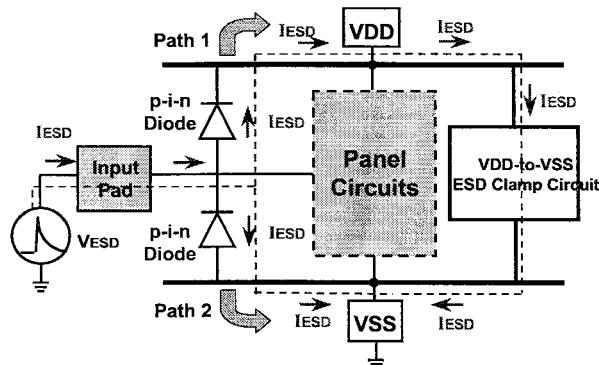 Path 1
IESD
VDD
IESD
p-i-n
Diode
IESD
IESD
IESD
Input
Pad
Panel
Circuits
VDD-to-VSS
ESD Clamp Circuit
VESD
p-i-n
Diode
IESD
Path 2
IESD
VSS
IESD